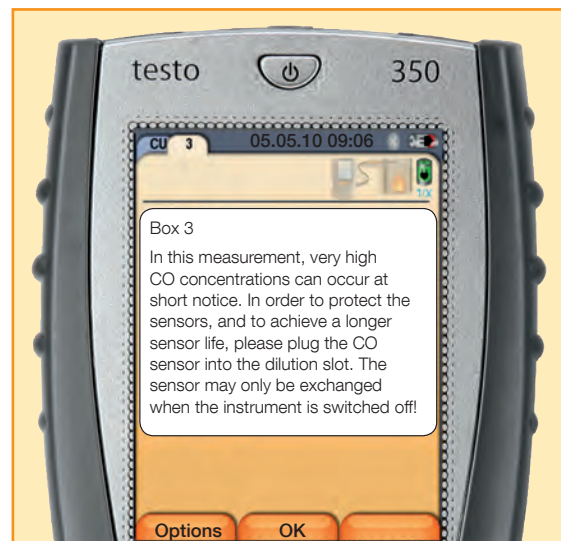 testo 350
CU 3 05.05.10 09:06
1/X
Box 3
In this measurement, very high
CO concentrations can occur at
short notice. In order to protect the
sensors, and to achieve a longer
sensor life, please plug the CO
sensor into the dilution slot. The
sensor may only be exchanged
when the instrument is switched off!
Options OK